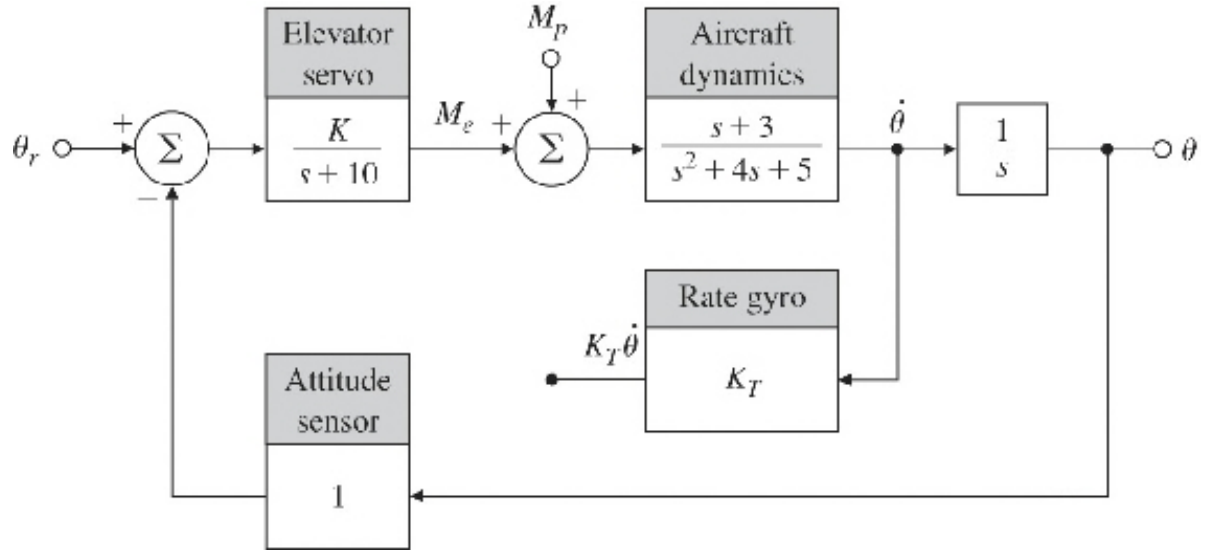 M_p
Elevator
servo
Aircraft
dynamics
θ_r
+
Σ
−
K
s + 10
M_e
+
+
Σ
s + 3
s² + 4s + 5
θ̇
1
s
θ
Rate gyro
K_T θ̇
K_T
Attitude
sensor
1